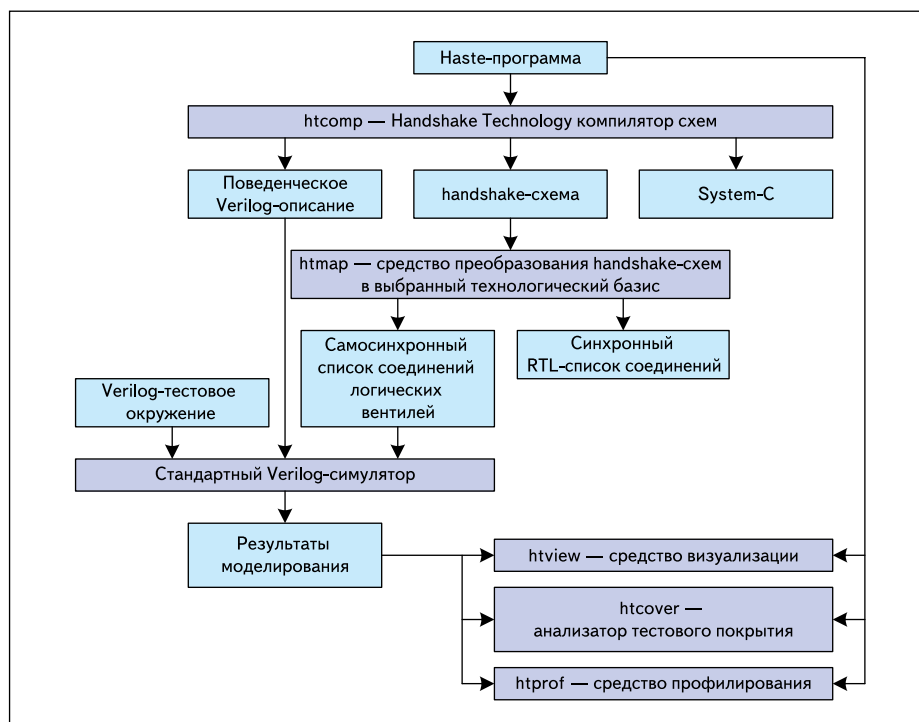 Haste-программа
htcomp — Handshake Technology компилятор схем
Поведенческое
Verilog-описание
handshake-схема
System-C
htmap — средство преобразования handshake-схем
в выбранный технологический базис
Самосинхронный
список соединений
логических
вентилей
Синхронный
RTL-список соединений
Verilog-тестовое
окружение
Стандартный Verilog-симулятор
Результаты
моделирования
htview — средство визуализации
htcover —
анализатор тестового покрытия
htprof — средство профилирования